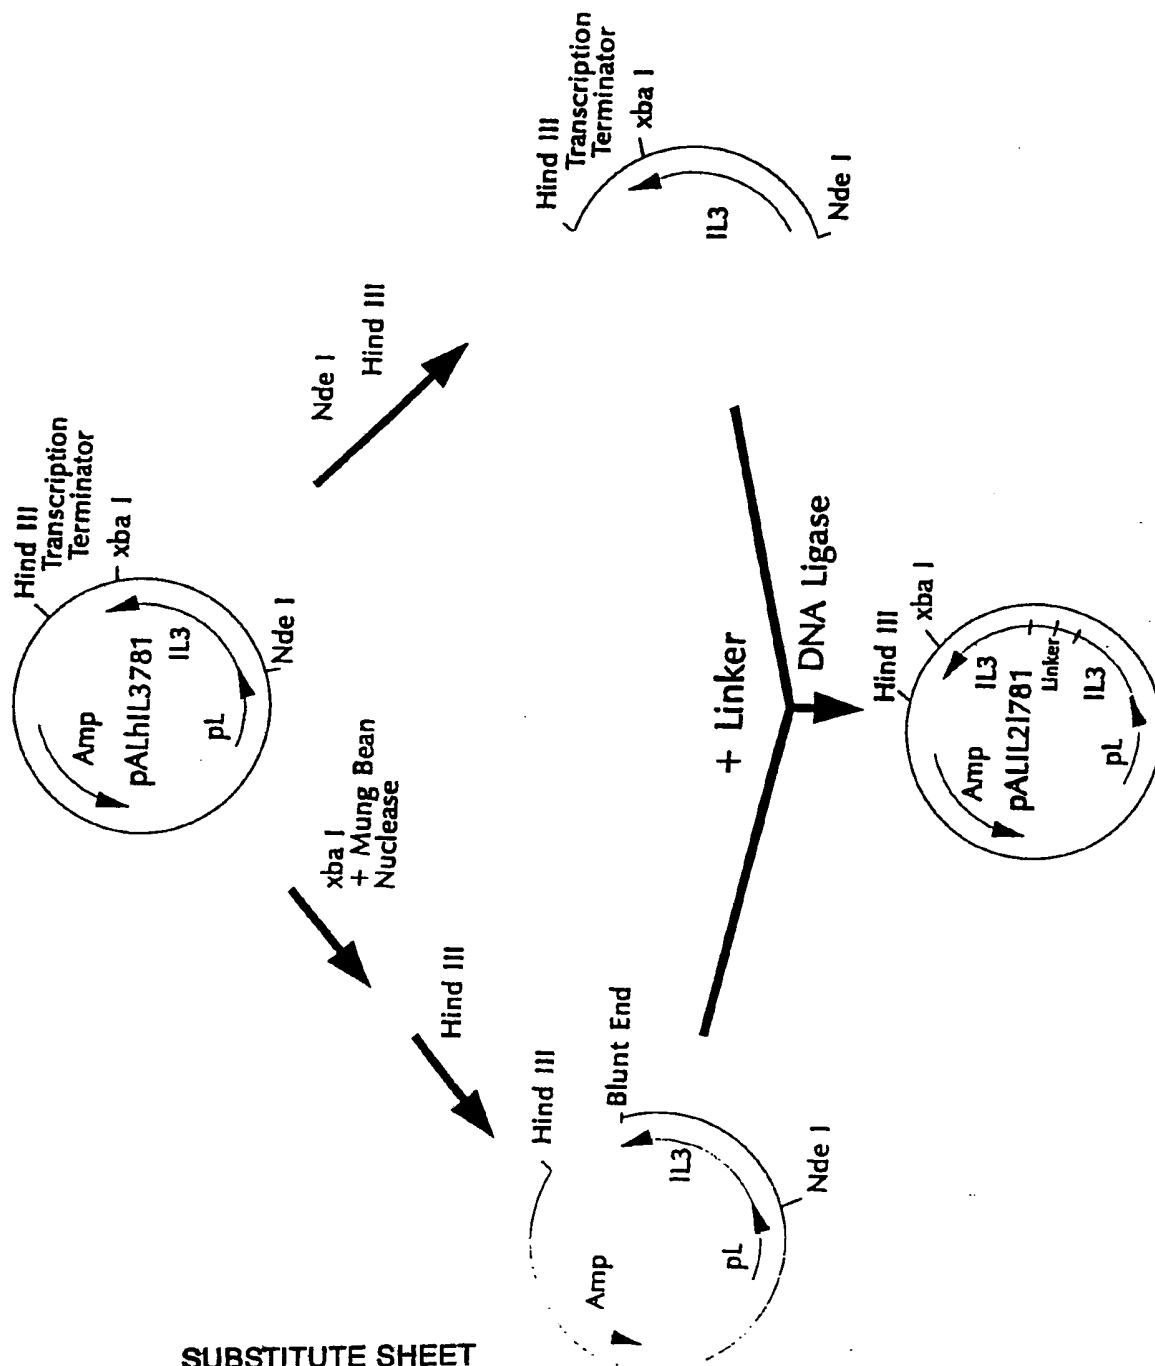 Hind III
Transcription
Terminator
xba I
Amp
pALhIL3781
IL3
pL
Nde I
xba I
+ Mung Bean
Nuclease
Hind III
Nde I
Hind III
Hind III
Blunt End
Amp
IL3
pL
Nde I
Hind III
Transcription
Terminator
xba I
IL3
Nde I
+ Linker
DNA Ligase
Hind III
xba I
Amp
IL3
pALIL2I781
Linker
IL3
pL
SUBSTITUTE SHEET